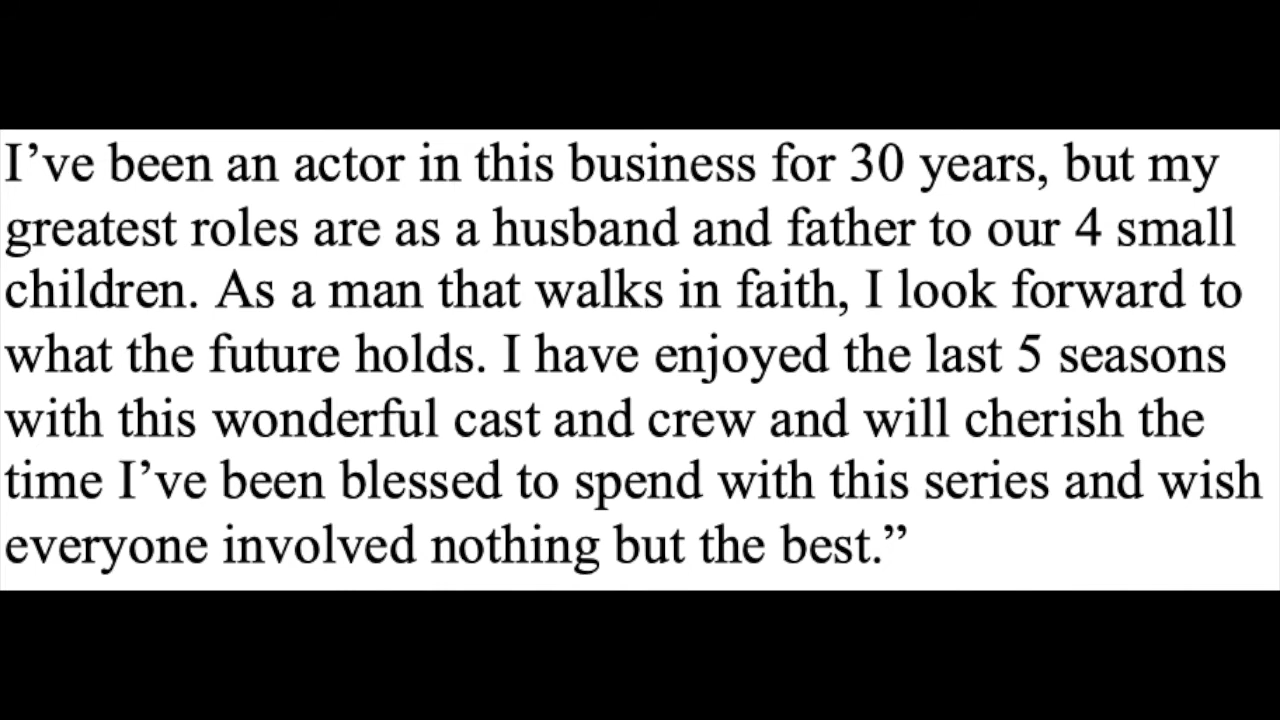 I’ve been an actor in this business for 30 years, but my
greatest roles are as a husband and father to our 4 small
children. As a man that walks in faith, I look forward to
what the future holds. I have enjoyed the last 5 seasons
with this wonderful cast and crew and will cherish the
time I’ve been blessed to spend with this series and wish
everyone involved nothing but the best.”